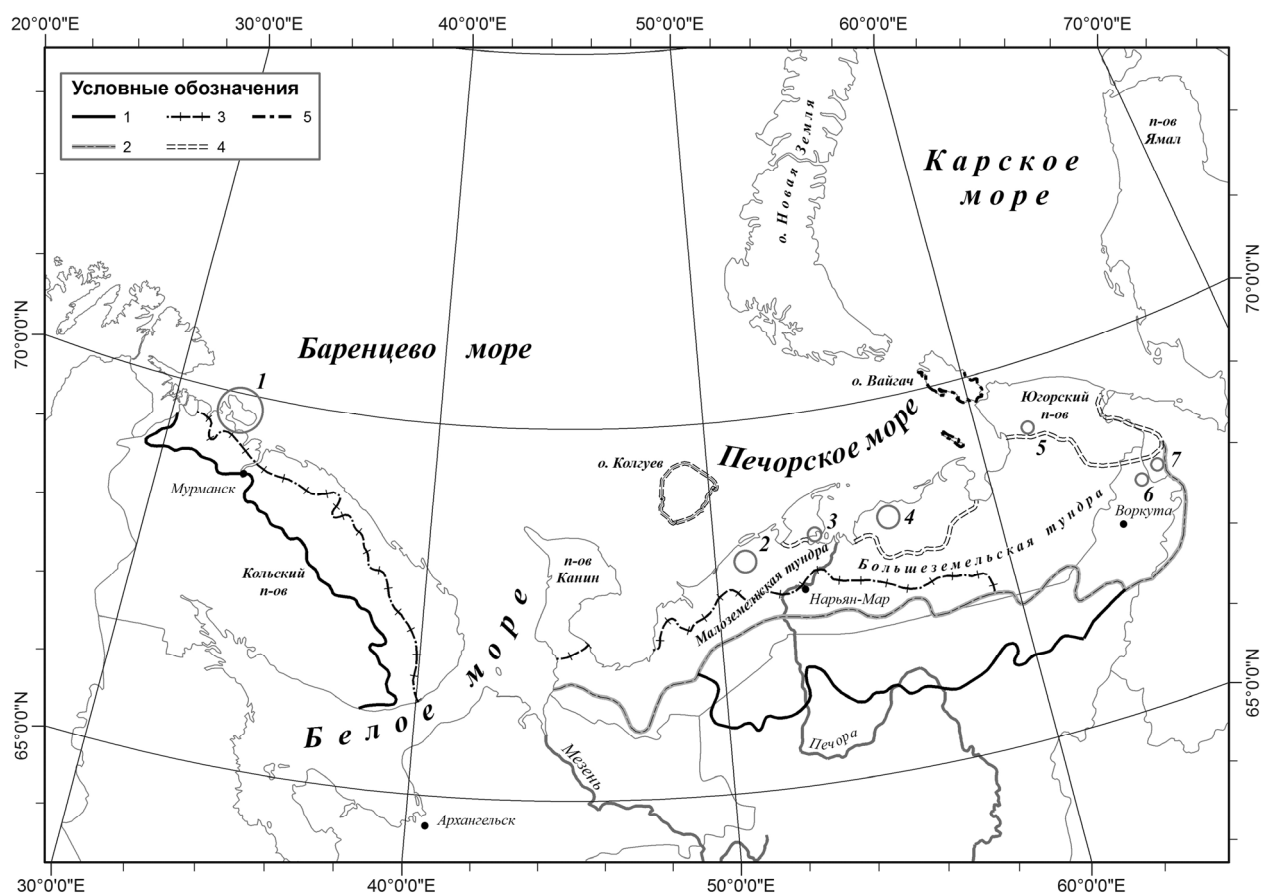 20°0'0"E 30°0'0"E 40°0'0"E 50°0'0"E 60°0'0"E 70°0'0"E
Условные обозначения
1 3 5
2 4
о. Новая Земля
Карское
море
п-ов
Ямал
70°0'0"N
70°0'0"N
Баренцево море
1
о. Вайгач
Югорский
п-ов
Печорское море
5
7
6
о. Колгуев
Мурманск
Воркута
2
3
4
Кольский
п-ов
п-ов
Канин
Малоземельская тундра
Большеземельская тундра
Нарьян-Мар
Белое море
65°0'0"N
65°0'0"N
Печора
Мезень
Архангельск
30°0'0"E 40°0'0"E 50°0'0"E 60°0'0"E